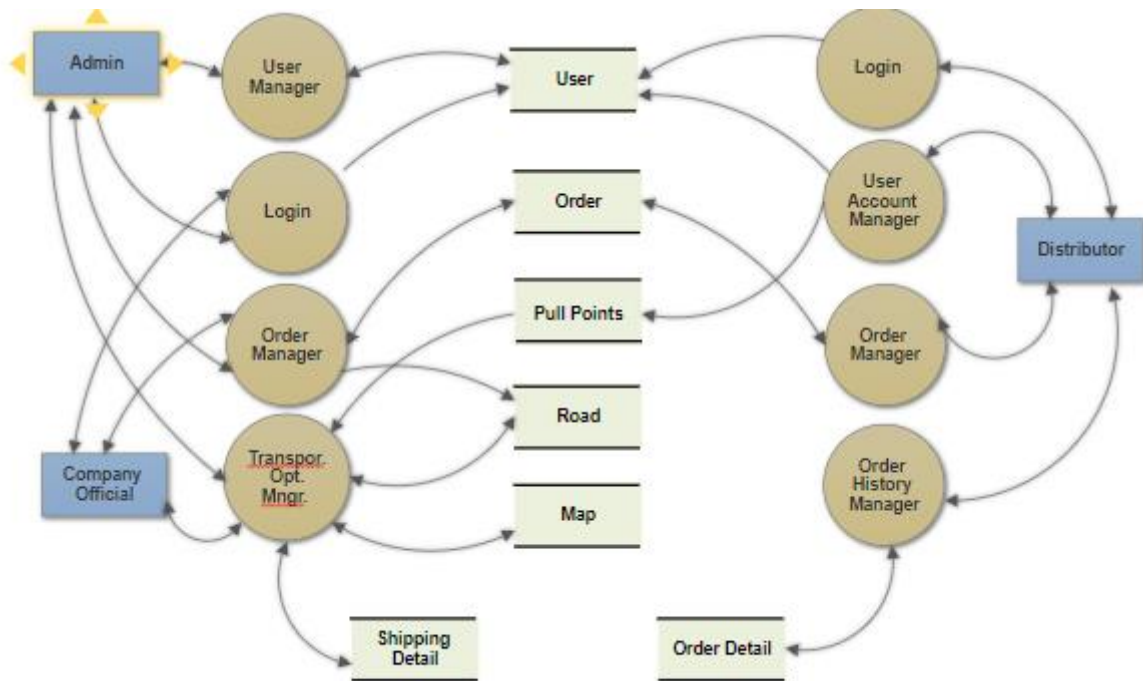 Admin
User
Manager
User
Login
Login
User
Account
Manager
Order
Distributor
Order
Manager
Pull Points
Order
Manager
Road
Transpor.
Opt.
Mngr.
Company
Official
Order
History
Manager
Map
Shipping
Detail
Order Detail